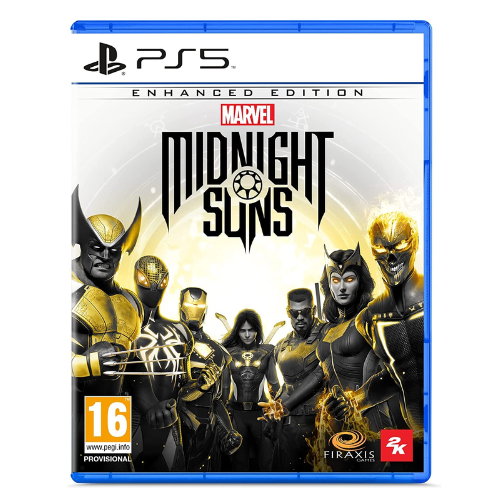 PS5
ENHANCED EDITION
MARVEL
MIDNIGHT
SUNS
16
www.pegi.info
PROVISIONAL
FIRAXIS
GAMES
2K